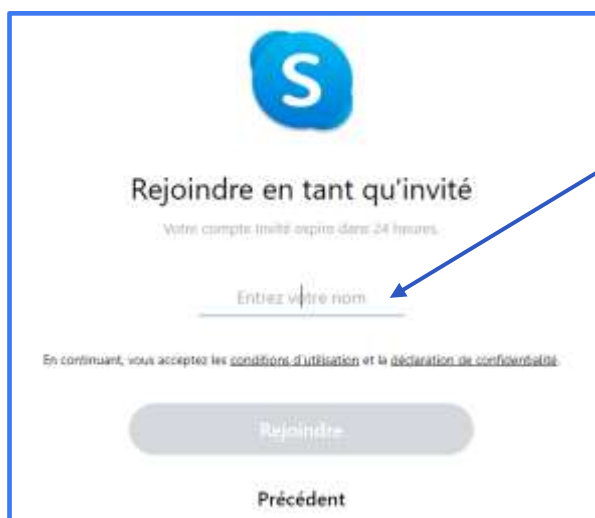 S
Rejoindre en tant qu'invité
Votre compte Invité expire dans 24 heures.
Entrez votre nom
En continuant, vous acceptez les conditions d'utilisation et la déclaration de confidentialité.
Rejoindre
Précédent